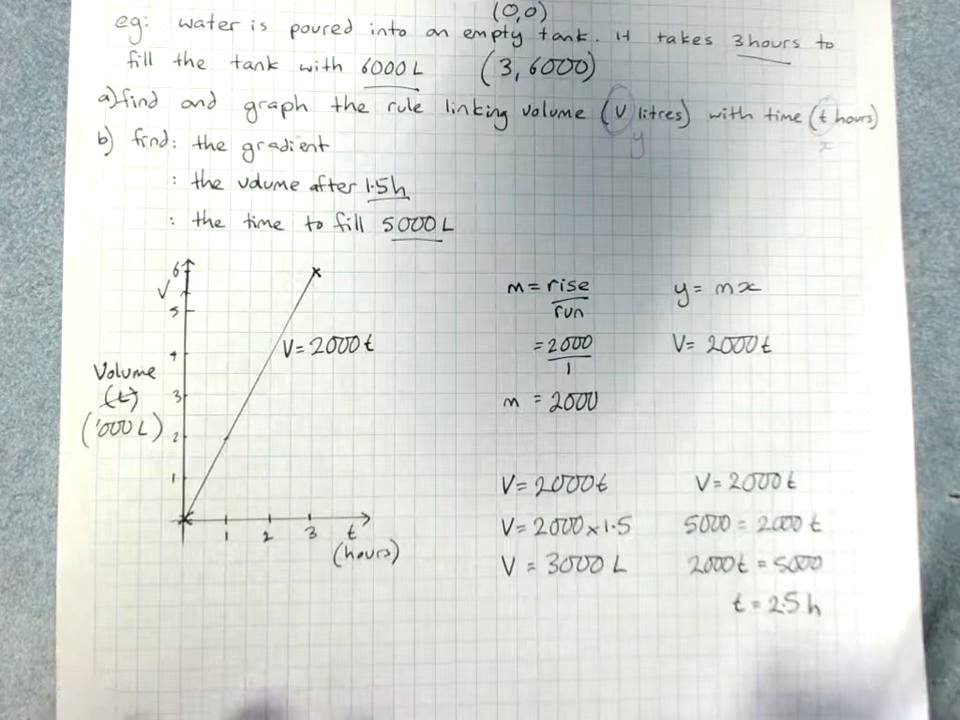 (0,0)
eg: water is poured into an empty tank. It takes 3 hours to
fill the tank with 6000 L (3, 6000)
a) find and graph the rule linking volume (V litres) with time (t hours)
y x
b) find: the gradient
: the volume after 1.5h
: the time to fill 5000 L
6
V
5
4
3
2
1
V = 2000t
Volume
('000 L)
1 2 3 t
(hours)
m = rise
run
= 2000
1
m = 2000
y = mx
V = 2000t
V = 2000t
V = 2000 x 1.5
V = 3000 L
V = 2000t
5000 = 2000t
2000t = 5000
t = 2.5 h